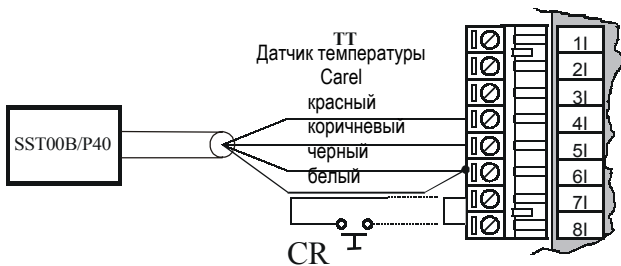 TT
Датчик температуры
Carel
красный
коричневый
черный
белый
SST00B/P40
CR
1I
2I
3I
4I
5I
6I
7I
8I